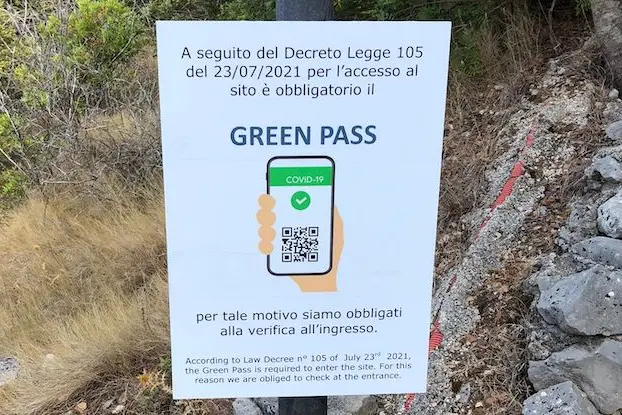 A seguito del Decreto Legge 105
del 23/07/2021 per l'accesso al
sito è obbligatorio il
GREEN PASS
COVID-19
per tale motivo siamo obbligati
alla verifica all'ingresso.
According to Law Decree n° 105 of July 23rd 2021,
the Green Pass is required to enter the site. For this
reason we are obliged to check at the entrance.